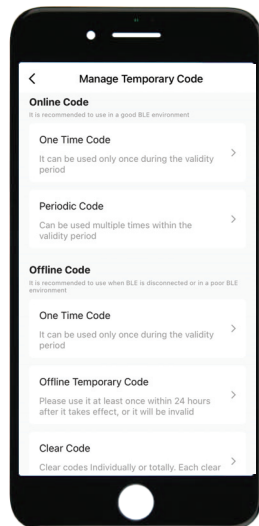 Manage Temporary Code
Online Code
It is recommended to use in a good BLE environment
One Time Code
It can be used only once during the validity
period
Periodic Code
Can be used multiple times within the
validity period
Offline Code
It is recommended to use when BLE is disconnected or in a poor BLE
environment
One Time Code
It can be used only once during the validity
period
Offline Temporary Code
Please use it at least once within 24 hours
after it takes effect, or it will be invalid
Clear Code
Clear codes Individually or totally. Each clear